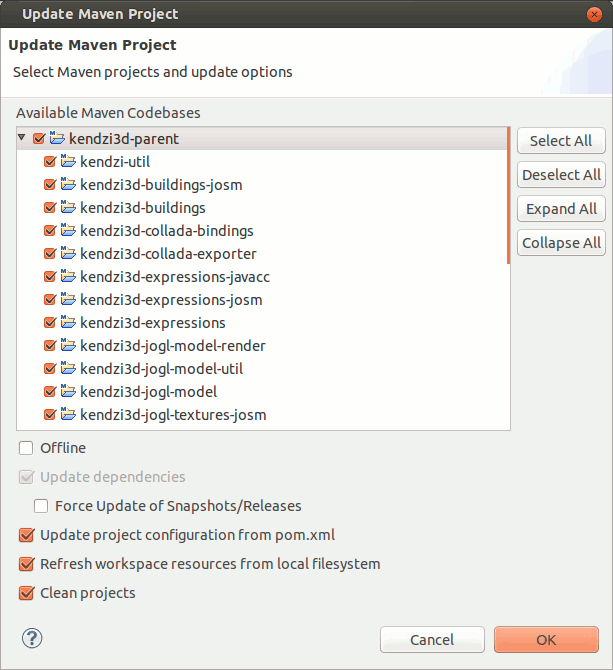 Update Maven Project
Update Maven Project
Select Maven projects and update options
Available Maven Codebases
kendzi3d-parent
kendzi-util
kendzi3d-buildings-josm
kendzi3d-buildings
kendzi3d-collada-bindings
kendzi3d-collada-exporter
kendzi3d-expressions-javacc
kendzi3d-expressions-josm
kendzi3d-expressions
kendzi3d-jogl-model-render
kendzi3d-jogl-model-util
kendzi3d-jogl-model
kendzi3d-jogl-textures-josm
Select All
Deselect All
Expand All
Collapse All
Offline
Update dependencies
Force Update of Snapshots/Releases
Update project configuration from pom.xml
Refresh workspace resources from local filesystem
Clean projects
?
Cancel
OK